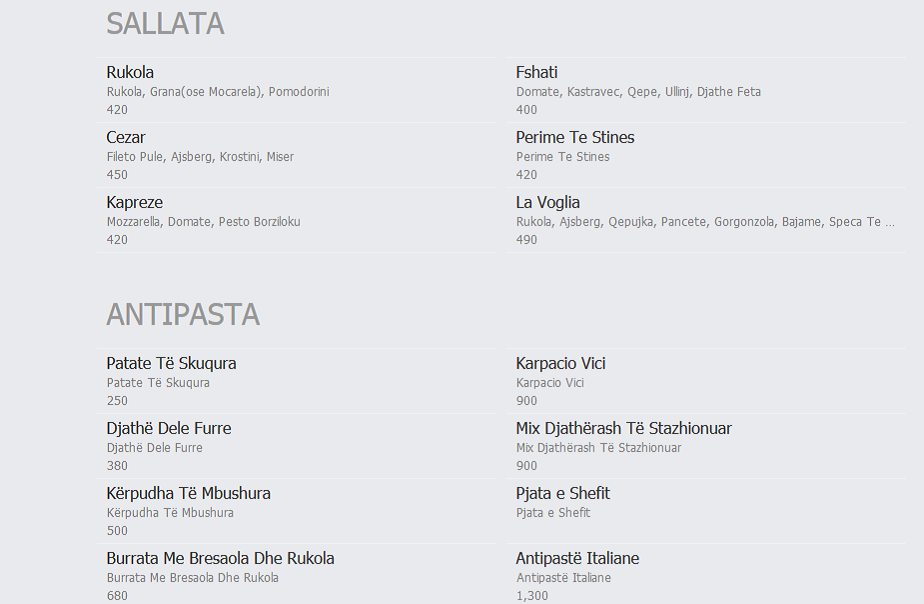 SALLATA
Rukola
Rukola, Grana(ose Mocarela), Pomodorini
420
Fshati
Domate, Kastravec, Qepe, Ullinj, Djathe Feta
400
Cezar
Fileto Pule, Ajsberg, Krostini, Miser
450
Perime Te Stines
Perime Te Stines
420
Kapreze
Mozzarella, Domate, Pesto Borziloku
420
La Voglia
Rukola, Ajsberg, Qepujka, Pancete, Gorgonzola, Bajame, Speca Te ...
490
ANTIPASTA
Patate Të Skuqura
Patate Të Skuqura
250
Karpacio Vici
Karpacio Vici
900
Djathë Dele Furre
Djathë Dele Furre
380
Mix Djathërash Të Stazhionuar
Mix Djathërash Të Stazhionuar
900
Kërpudha Të Mbushura
Kërpudha Të Mbushura
500
Pjata e Shefit
Pjata e Shefit
Burrata Me Bresaola Dhe Rukola
Burrata Me Bresaola Dhe Rukola
680
Antipastë Italiane
Antipastë Italiane
1,300